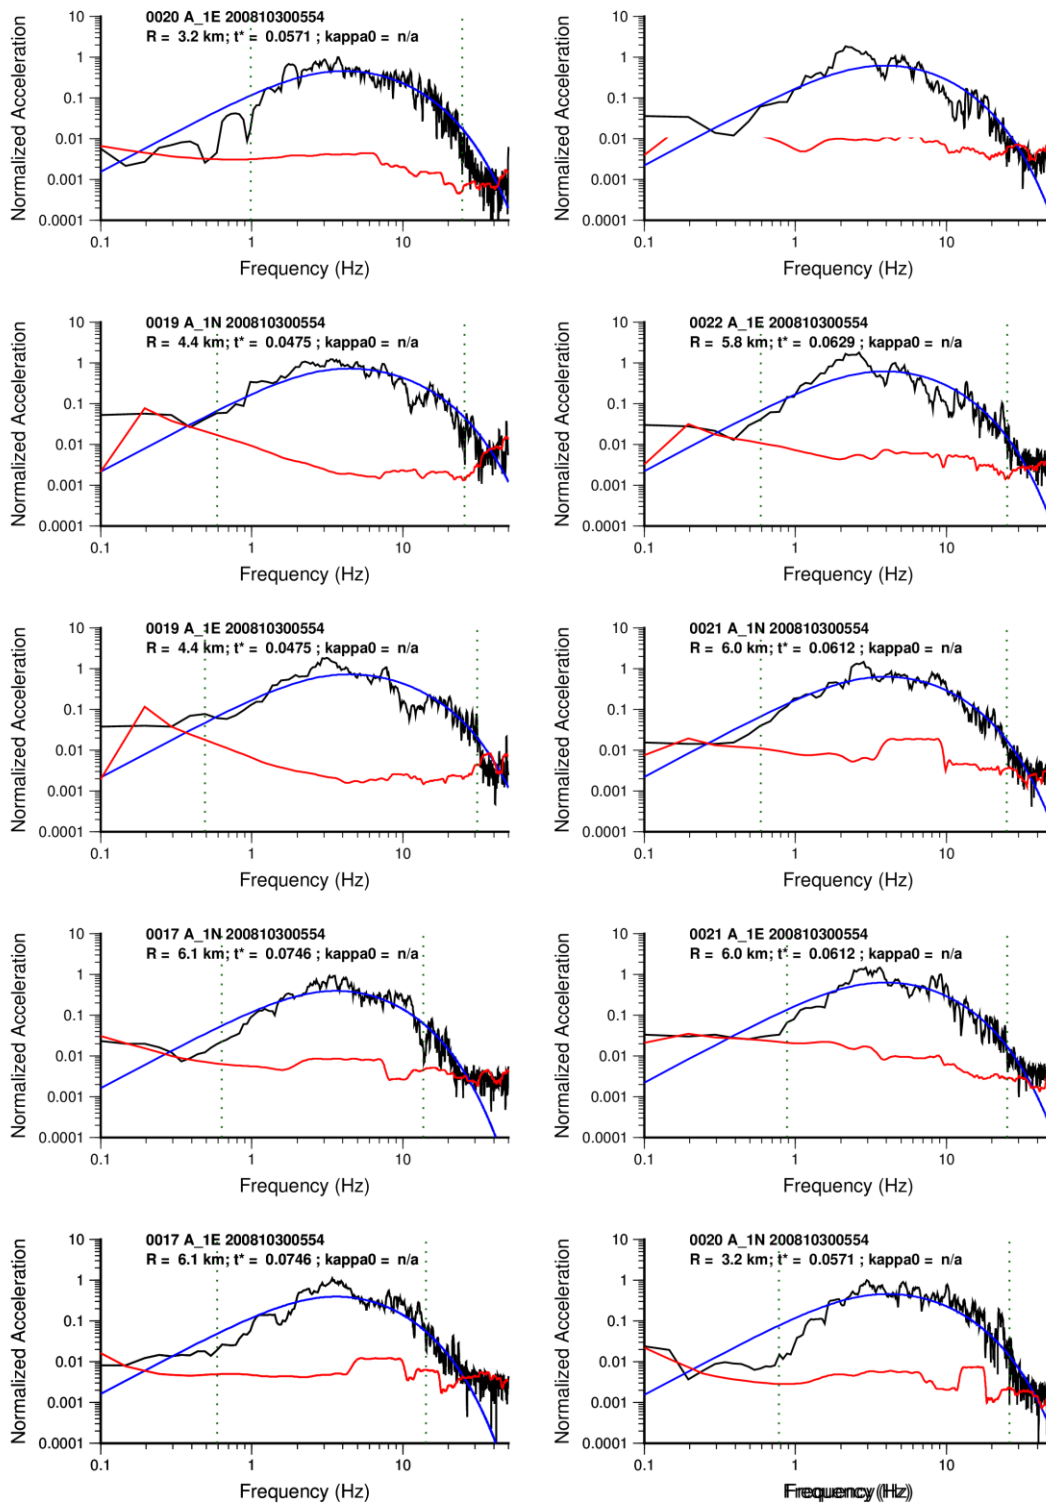 0020 A_1E 200810300554
R = 3.2 km; t* = 0.0571 ; kappa0 = n/a
Normalized Acceleration
10
1
0.1
0.01
0.001
0.0001
0.1
1
10
Frequency (Hz)
Normalized Acceleration
10
1
0.1
0.01
0.001
0.0001
0.1
1
10
Frequency (Hz)
0019 A_1N 200810300554
R = 4.4 km; t* = 0.0475 ; kappa0 = n/a
Normalized Acceleration
10
1
0.1
0.01
0.001
0.0001
0.1
1
10
Frequency (Hz)
0022 A_1E 200810300554
R = 5.8 km; t* = 0.0629 ; kappa0 = n/a
Normalized Acceleration
10
1
0.1
0.01
0.001
0.0001
0.1
1
10
Frequency (Hz)
0019 A_1E 200810300554
R = 4.4 km; t* = 0.0475 ; kappa0 = n/a
Normalized Acceleration
10
1
0.1
0.01
0.001
0.0001
0.1
1
10
Frequency (Hz)
0021 A_1N 200810300554
R = 6.0 km; t* = 0.0612 ; kappa0 = n/a
Normalized Acceleration
10
1
0.1
0.01
0.001
0.0001
0.1
1
10
Frequency (Hz)
0017 A_1N 200810300554
R = 6.1 km; t* = 0.0746 ; kappa0 = n/a
Normalized Acceleration
10
1
0.1
0.01
0.001
0.0001
0.1
1
10
Frequency (Hz)
0021 A_1E 200810300554
R = 6.0 km; t* = 0.0612 ; kappa0 = n/a
Normalized Acceleration
10
1
0.1
0.01
0.001
0.0001
0.1
1
10
Frequency (Hz)
0017 A_1E 200810300554
R = 6.1 km; t* = 0.0746 ; kappa0 = n/a
Normalized Acceleration
10
1
0.1
0.01
0.001
0.0001
0.1
1
10
Frequency (Hz)
0020 A_1N 200810300554
R = 3.2 km; t* = 0.0571 ; kappa0 = n/a
Normalized Acceleration
10
1
0.1
0.01
0.001
0.0001
0.1
1
10
Frequency (Hz)